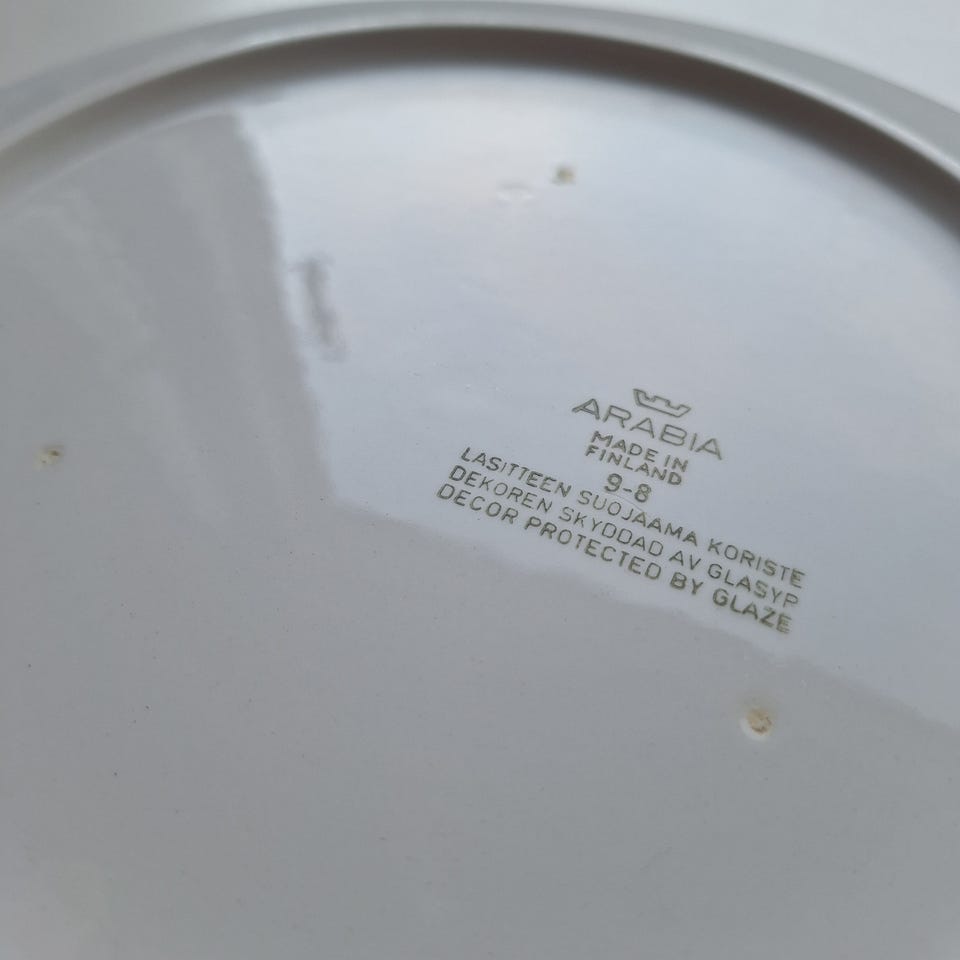 ARABIA
MADE IN
FINLAND
9-8
LASITTEEN SUOJAAMA KORISTE
DEKOREN SKYDDAD AV GLASYR
DECOR PROTECTED BY GLAZE